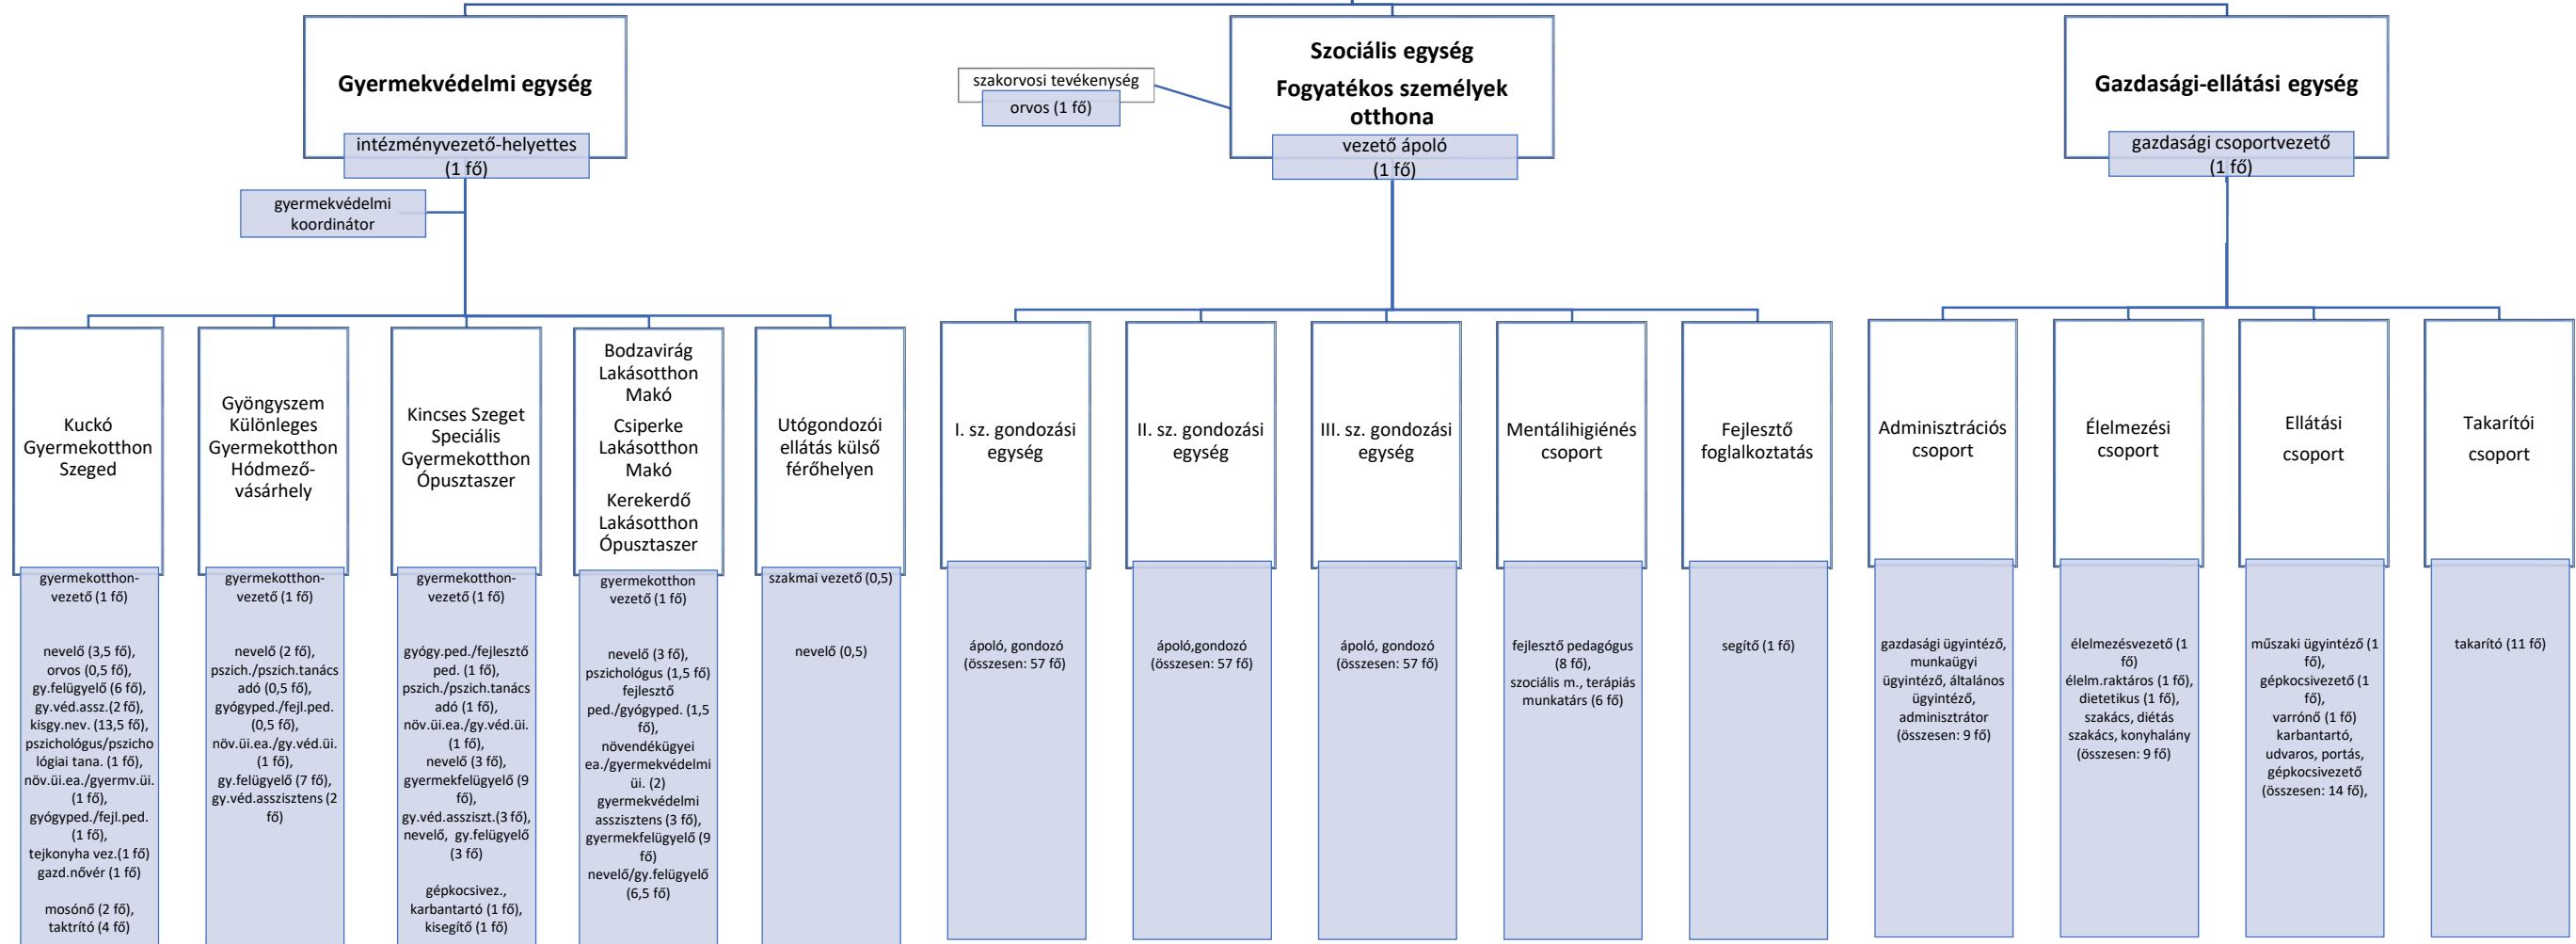 Gyermekvédelmi egység
intézményvezető-helyettes
(1 fő)
gyermekvédelmi
koordinátor
szakorvosi tevékenység
orvos (1 fő)
Szociális egység
Fogyatékos személyek
otthona
vezető ápoló
(1 fő)
Gazdasági-ellátási egység
gazdasági csoportvezető
(1 fő)
Kuckó
Gyermekotthon
Szeged
gyermekotthon-
vezető (1 fő)
nevelő (3,5 fő),
orvos (0,5 fő),
gy.felügyelő (6 fő),
gy.véd.assz.(2 fő),
kisgy.nev. (13,5 fő),
pszichológus/pszicho
lógiai tana. (1 fő),
növ.üi.ea./gyermv.üi.
(1 fő),
gyógyped./fejl.ped.
(1 fő),
tejkonyha vez.(1 fő)
gazd.nővér (1 fő)
mosónő (2 fő),
taktrító (4 fő)
Gyöngyszem
Különleges
Gyermekotthon
Hódmező-
vásárhely
gyermekotthon-
vezető (1 fő)
nevelő (2 fő),
pszich./pszich.tanács
adó (0,5 fő),
gyógyped/fejl.ped.
(0,5 fő),
növ.üi.ea./gy.véd.üi.
(1 fő),
gy.felügyelő (7 fő),
gy.véd.asszisztens (2
fő)
Kincses Szeget
Speciális
Gyermekotthon
Ópusztaszer
gyermekotthon-
vezető (1 fő)
gyógy.ped./fejlesztő
ped. (1 fő),
pszich./pszich.tanács
adó (1 fő),
növ.üi.ea./gy.véd.üi.
(1 fő),
nevelő (3 fő),
gyermekfelügyelő (9
fő),
gy.véd.assziszt.(3 fő),
nevelő, gy.felügyelő
(3 fő)
gépkocsivez.,
karbantartó (1 fő),
kisegítő (1 fő)
Bodzavirág
Lakásotthon
Makó
Csiperke
Lakásotthon
Makó
Kerekerdő
Lakásotthon
Ópusztaszer
gyermekotthon
vezető (1 fő)
nevelő (3 fő),
pszichológus (1,5 fő)
fejlesztő
ped./gyógyped. (1,5
fő),
növendékügyei
ea./gyermekvédelmi
üi. (2)
gyermekvédelmi
asszisztens (3 fő),
gyermekfelügyelő (9
fő)
nevelő/gy.felügyelő
(6,5 fő)
Utógondozói
ellátás külső
férőhelyen
szakmai vezető (0,5)
nevelő (0,5)
I. sz. gondozási
egység
ápoló, gondozó
(összesen: 57 fő)
II. sz. gondozási
egység
ápoló,gondozó
(összesen: 57 fő)
III. sz. gondozási
egység
ápoló, gondozó
(összesen: 57 fő)
Mentálihigiénés
csoport
fejlesztő pedagógus
(8 fő),
szociális m., terápiás
munkatárs (6 fő)
Fejlesztő
foglalkoztatás
segítő (1 fő)
Adminisztrációs
csoport
gazdasági ügyintéző,
munkaügyi
ügyintéző, általános
ügyintéző,
adminisztrátor
(összesen: 9 fő)
Élelmezési
csoport
élelmezésvezető (1
fő)
élelm.raktáros (1 fő),
dietetikus (1 fő),
szakács, diétás
szakács, konyhalány
(összesen: 9 fő)
Ellátási
csoport
műszaki ügyintéző (1
fő),
gépkocsivezető (1
fő),
varrónő (1 fő)
karbantartó,
udvaros, portás,
gépkocsivezető
(összesen: 14 fő),
Takarítói
csoport
takarító (11 fő)